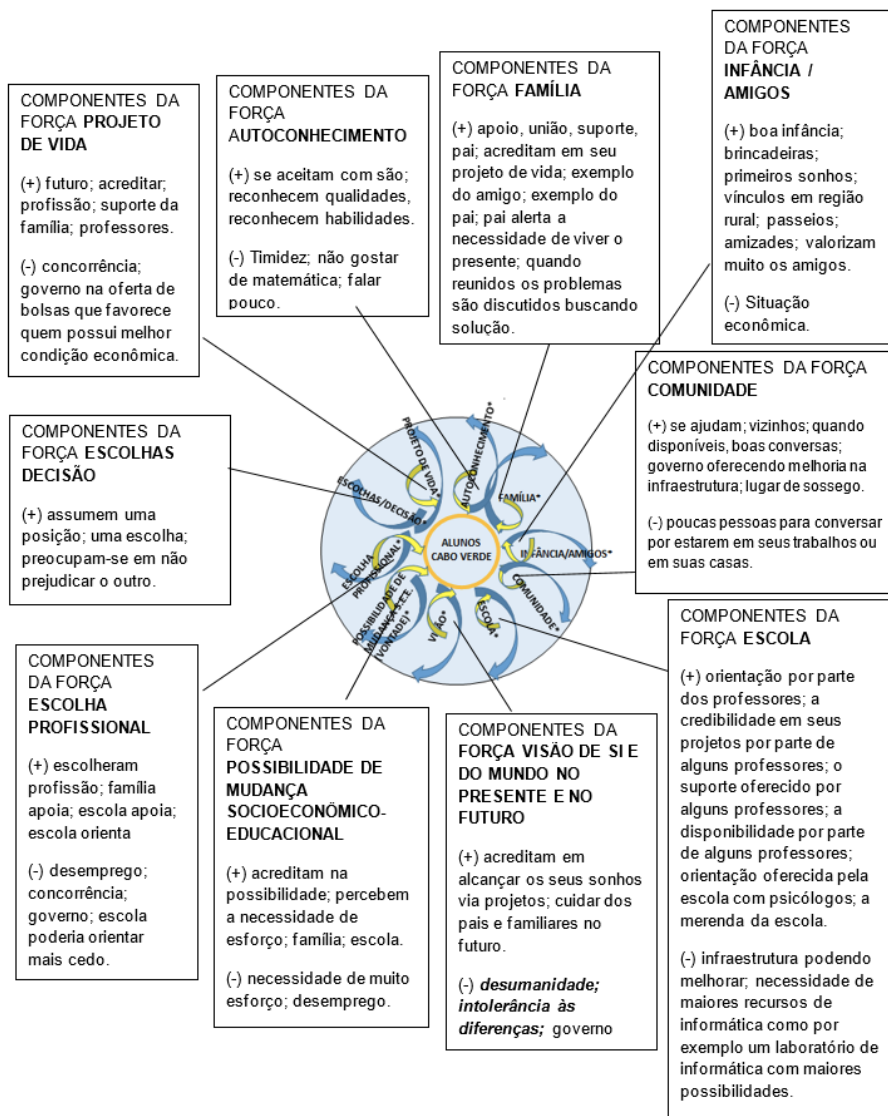 COMPONENTES DA
FORÇA PROJETO
DE VIDA
(+) futuro; acreditar;
profissão; suporte da
família; professores.
(-) concorrência;
governo na oferta de
bolsas que favorece
quem possui melhor
condição econômica.
COMPONENTES DA
FORÇA
AUTOCONHECIMENTO
(+) se aceitam com são;
reconhecem qualidades,
reconhecem habilidades.
(-) Timidez; não gostar
de matemática; falar
pouco.
COMPONENTES DA
FORÇA FAMÍLIA
(+) apoio, união, suporte,
pai; acreditam em seu
projeto de vida; exemplo
do amigo; exemplo do
pai; pai alerta a
necessidade de viver o
presente; quando
reunidos os problemas
são discutidos buscando
solução.
COMPONENTES
DA FORÇA
INFÂNCIA /
AMIGOS
(+) boa infância;
brincadeiras;
primeiros sonhos;
vínculos em região
rural; passeios;
amizades; valorizam
muito os amigos.
(-) Situação
econômica.
COMPONENTES DA FORÇA
COMUNIDADE
(+) se ajudam; vizinhos; quando
disponíveis, boas conversas;
governo oferecendo melhoria na
infraestrutura; lugar de sossego.
(-) poucas pessoas para conversar
por estarem em seus trabalhos ou
em suas casas.
COMPONENTES DA
FORÇA ESCOLHAS
DECISÃO
(+) assumem uma
posição; uma escolha;
preocupam-se em não
prejudicar o outro.
PROJETO DE VIDA*
AUTOCONHECIMENTO*
FAMÍLIA*
ESCOLHAS/DECISÃO*
ALUNOS
CABO VERDE
INFÂNCIA/AMIGOS*
ESCOLHA
PROFISSIONAL*
COMUNIDADE*
POSSIBILIDADE DE
MUDANÇA S.E.E.
(VONTADE)*
VISÃO*
ESCOLA*
COMPONENTES
DA FORÇA
ESCOLHA
PROFISSIONAL
(+) escolheram
profissão; família
apoia; escola apoia;
escola orienta
(-) desemprego;
concorrência;
governo; escola
poderia orientar
mais cedo.
COMPONENTES DA
FORÇA
POSSIBILIDADE DE
MUDANÇA
SOCIOECONÔMICO-
EDUCACIONAL
(+) acreditam na
possibilidade; percebem
a necessidade de
esforço; família; escola.
(-) necessidade de muito
esforço; desemprego.
COMPONENTES DA
FORÇA VISÃO DE SI E
DO MUNDO NO
PRESENTE E NO
FUTURO
(+) acreditam em
alcançar os seus sonhos
via projetos; cuidar dos
pais e familiares no
futuro.
(-) desumanidade;
intolerância às
diferenças; governo
COMPONENTES DA
FORÇA ESCOLA
(+) orientação por parte
dos professores; a
credibilidade em seus
projetos por parte de
alguns professores; o
suporte oferecido por
alguns professores; a
disponibilidade por parte
de alguns professores;
orientação oferecida pela
escola com psicólogos; a
merenda da escola.
(-) infraestrutura podendo
melhorar; necessidade de
maiores recursos de
informática como por
exemplo um laboratório de
informática com maiores
possibilidades.